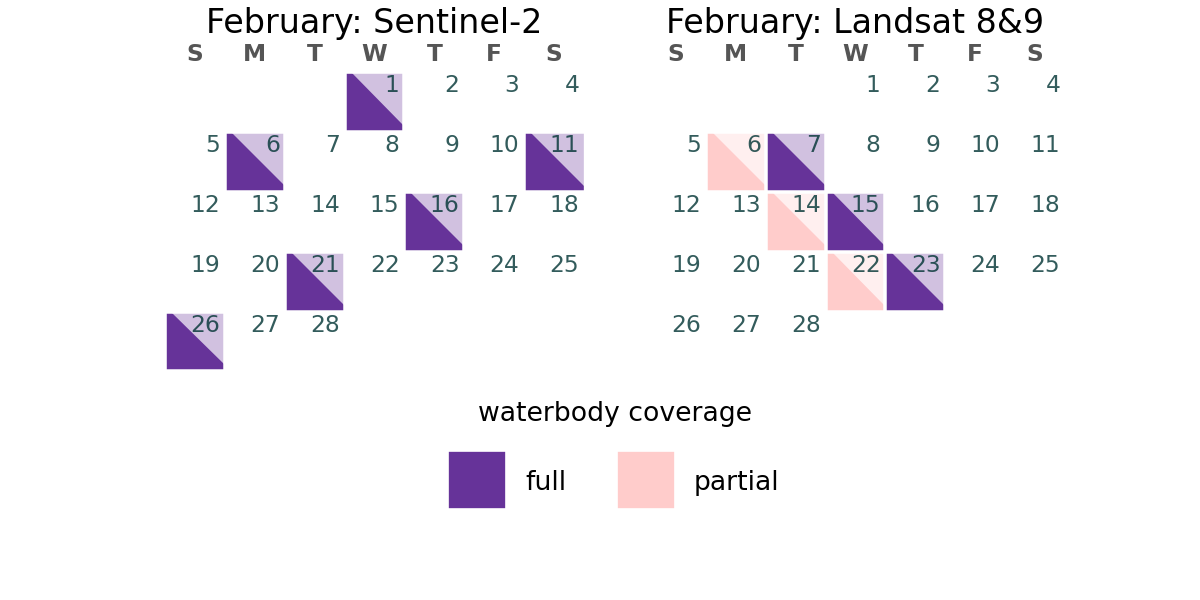 February: Sentinel-2
S M T W T F S
1 2 3 4
5 6 7 8 9 10 11
12 13 14 15 16 17 18
19 20 21 22 23 24 25
26 27 28
February: Landsat 8&9
S M T W T F S
1 2 3 4
5 6 7 8 9 10 11
12 13 14 15 16 17 18
19 20 21 22 23 24 25
26 27 28
waterbody coverage
full partial